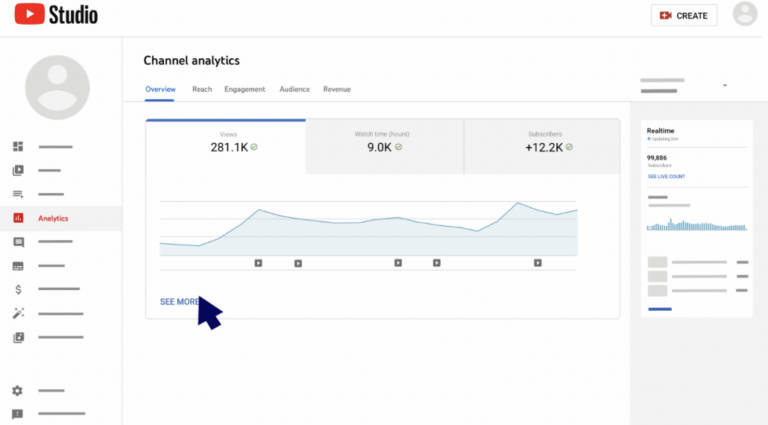 Studio
CREATE
Channel analytics
Overview Reach Engagement Audience Revenue
Views
281.1K
Watch time (hours)
9.0K
Subscribers
+12.2K
SEE MORE
Analytics
Realtime
Updating live
99,886
Subscribers
SEE LIVE COUNT